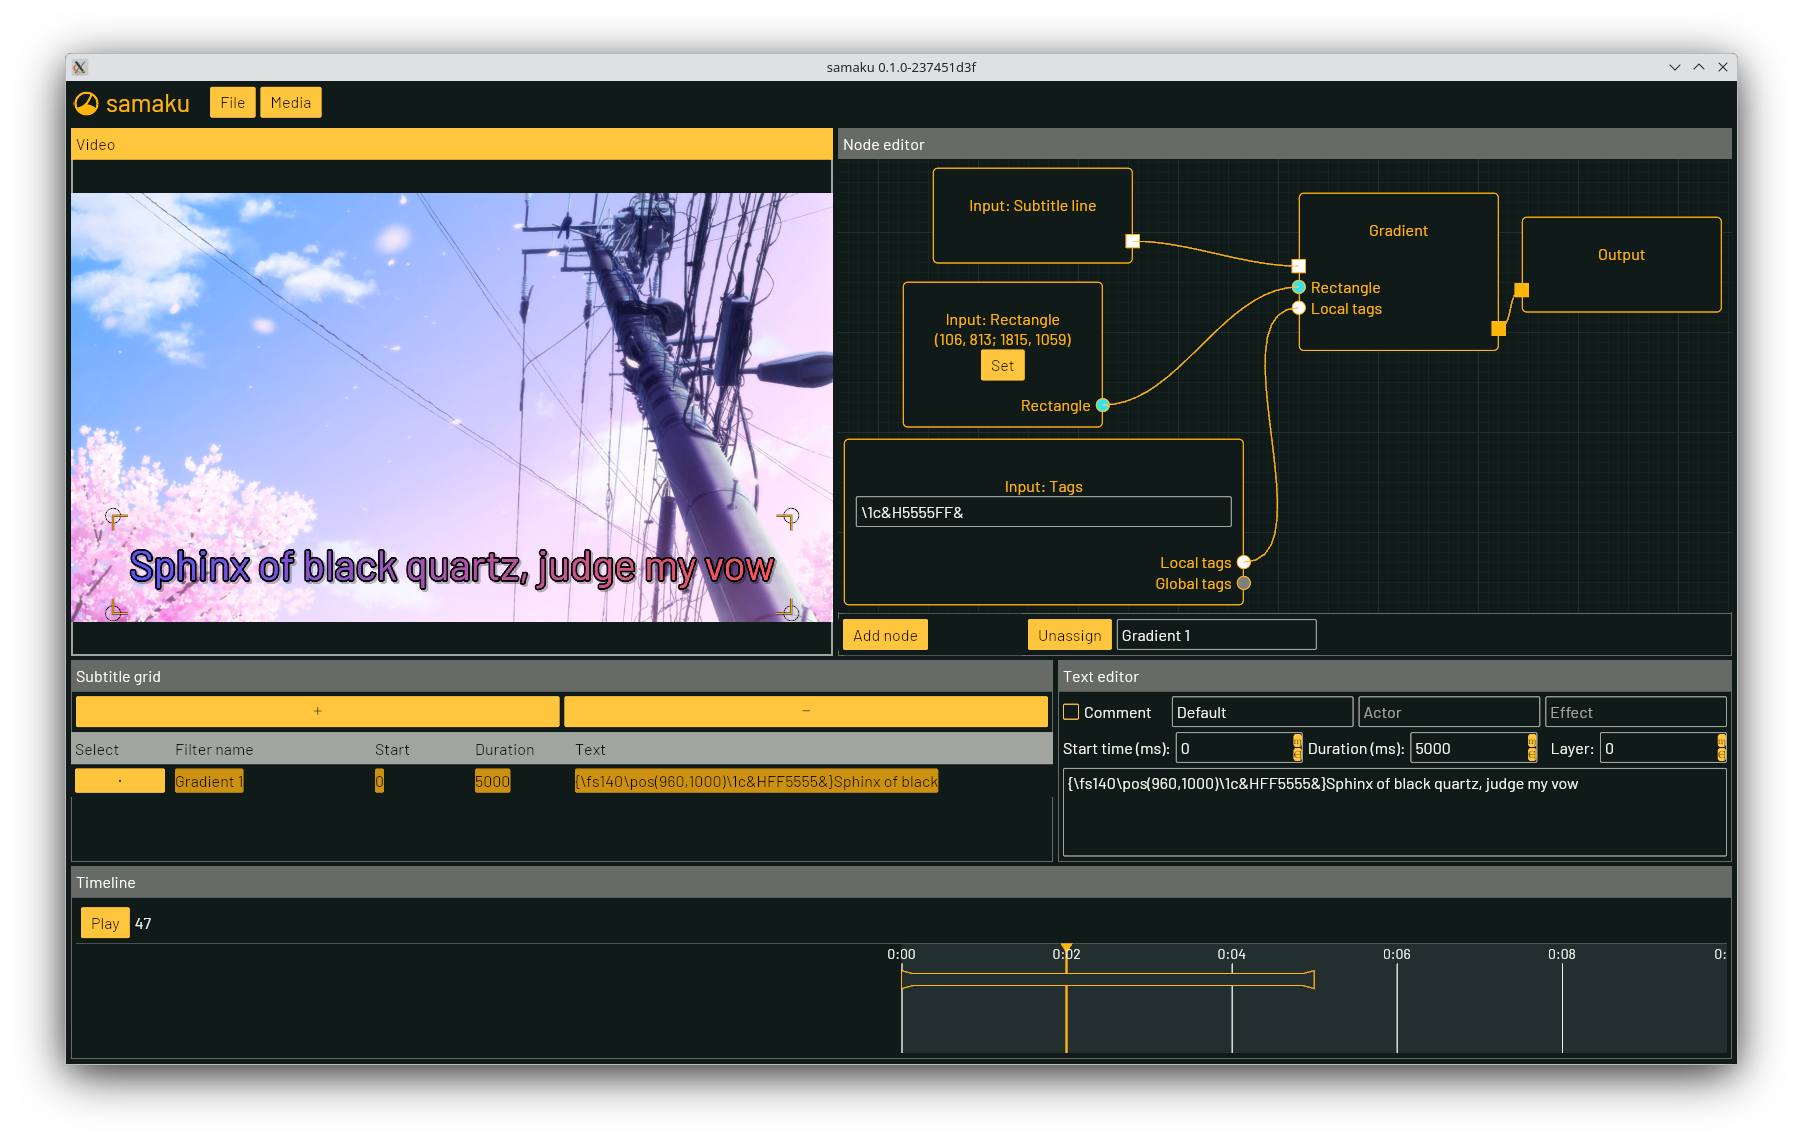 samaku 0.1.0-237451d3f
samaku File Media
Video
Sphinx of black quartz, judge my vow
Node editor
Input: Subtitle line
Input: Rectangle
(106, 813; 1815, 1059)
Set
Rectangle
Input: Tags
\1c&H5555FF&
Local tags
Global tags
Gradient
Rectangle
Local tags
Output
Add node Unassign Gradient 1
Subtitle grid
+ −
Select Filter name Start Duration Text
· Gradient 1 0 5000 {\fs140\pos(960,1000)\1c&HFF5555&}Sphinx of black
Text editor
Comment Default Actor Effect
Start time (ms): 0 Duration (ms): 5000 Layer: 0
{\fs140\pos(960,1000)\1c&HFF5555&}Sphinx of black quartz, judge my vow
Timeline
Play 47
0:00 0:02 0:04 0:06 0:08 0: